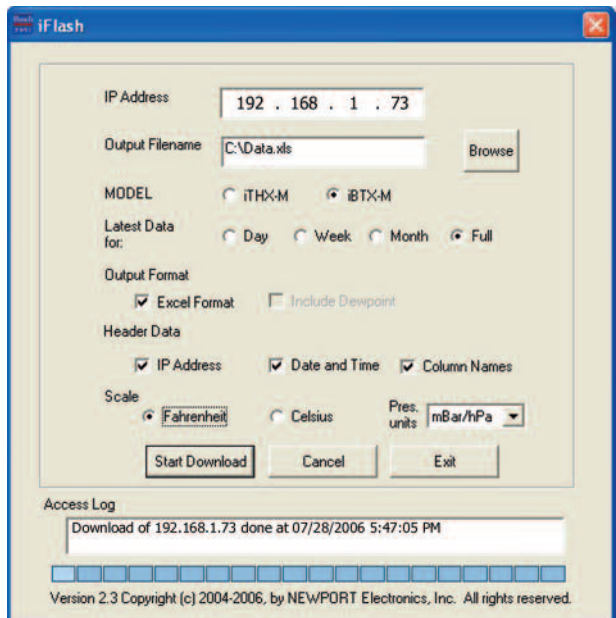 iFlash
IP Address 192 . 168 . 1 . 73
Output Filename C:\Data.xls Browse
MODEL iTHX-M iBTX-M
Latest Data
for: Day Week Month Full
Output Format
Excel Format Include Dewpoint
Header Data
IP Address Date and Time Column Names
Scale
Fahrenheit Celsius Pres.
units mBar/hPa
Start Download Cancel Exit
Access Log
Download of 192.168.1.73 done at 07/28/2006 5:47:05 PM
Version 2.3 Copyright (c) 2004-2006, by NEWPORT Electronics, Inc. All rights reserved.